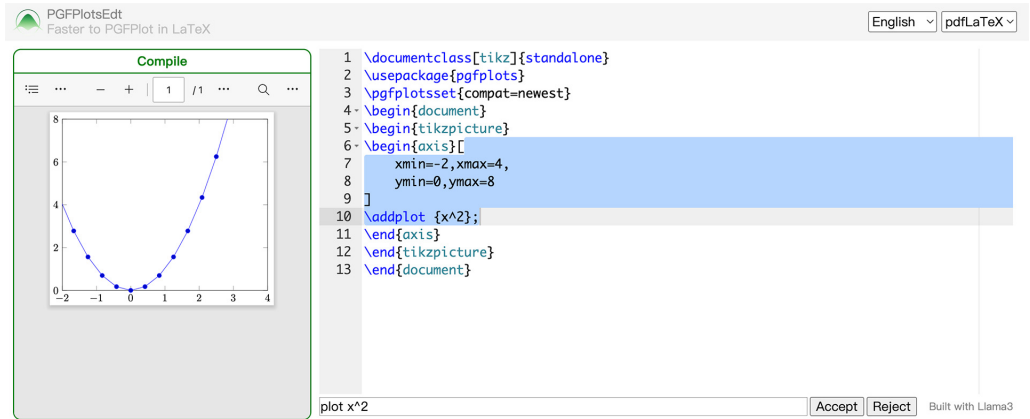 PGFPlotsEdt
Faster to PGFPlot in LaTeX
English
pdfLaTeX
Compile
1 /1
8
6
4
2
0
−2 −1 0 1 2 3 4
1 \documentclass[tikz]{standalone}
2 \usepackage{pgfplots}
3 \pgfplotsset{compat=newest}
4 \begin{document}
5 \begin{tikzpicture}
6 \begin{axis}[
7     xmin=-2,xmax=4,
8     ymin=0,ymax=8
9 ]
10 \addplot {x^2};
11 \end{axis}
12 \end{tikzpicture}
13 \end{document}
plot x^2
Accept Reject Built with Llama3